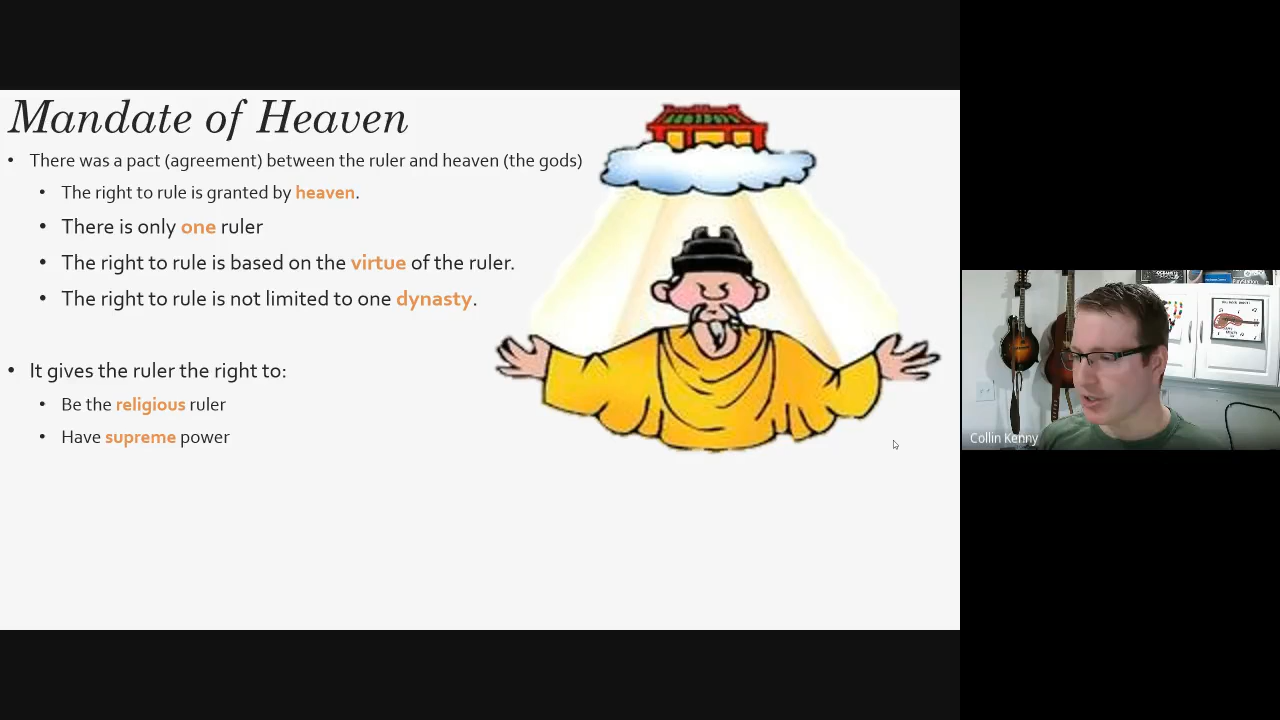 Mandate of Heaven
• There was a pact (agreement) between the ruler and heaven (the gods)
• The right to rule is granted by heaven.
• There is only one ruler
• The right to rule is based on the virtue of the ruler.
• The right to rule is not limited to one dynasty.
• It gives the ruler the right to:
• Be the religious ruler
• Have supreme power
Collin Kenny